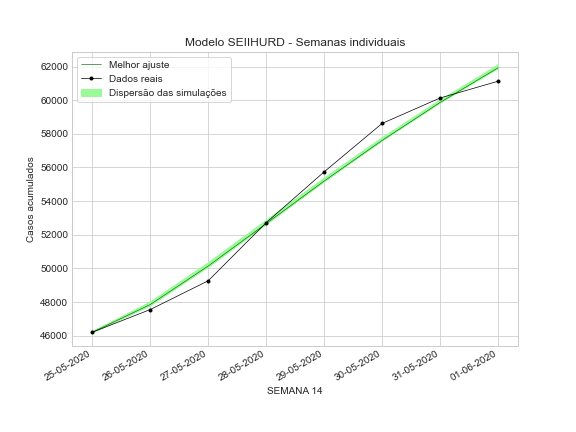 Modelo SEIIHURD - Semanas individuais
Melhor ajuste
Dados reais
Dispersão das simulações
Casos acumulados
62000
60000
58000
56000
54000
52000
50000
48000
46000
25-05-2020
26-05-2020
27-05-2020
28-05-2020
29-05-2020
30-05-2020
31-05-2020
01-06-2020
SEMANA 14